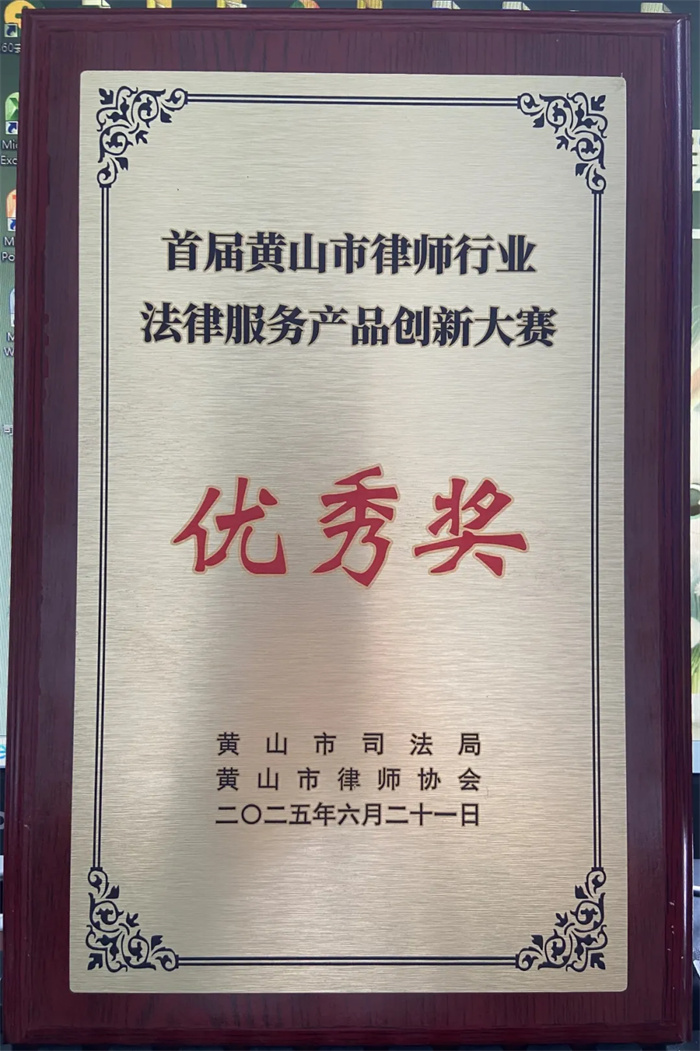 首届黄山市律师行业
法律服务产品创新大赛
优秀奖
黄山市司法局
黄山市律师协会
二〇二五年六月二十一日